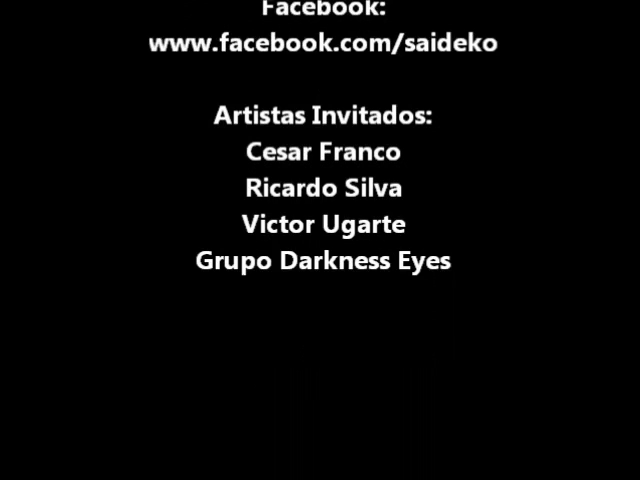 Facebook:
www.facebook.com/saideko
Artistas Invitados:
Cesar Franco
Ricardo Silva
Victor Ugarte
Grupo Darkness Eyes